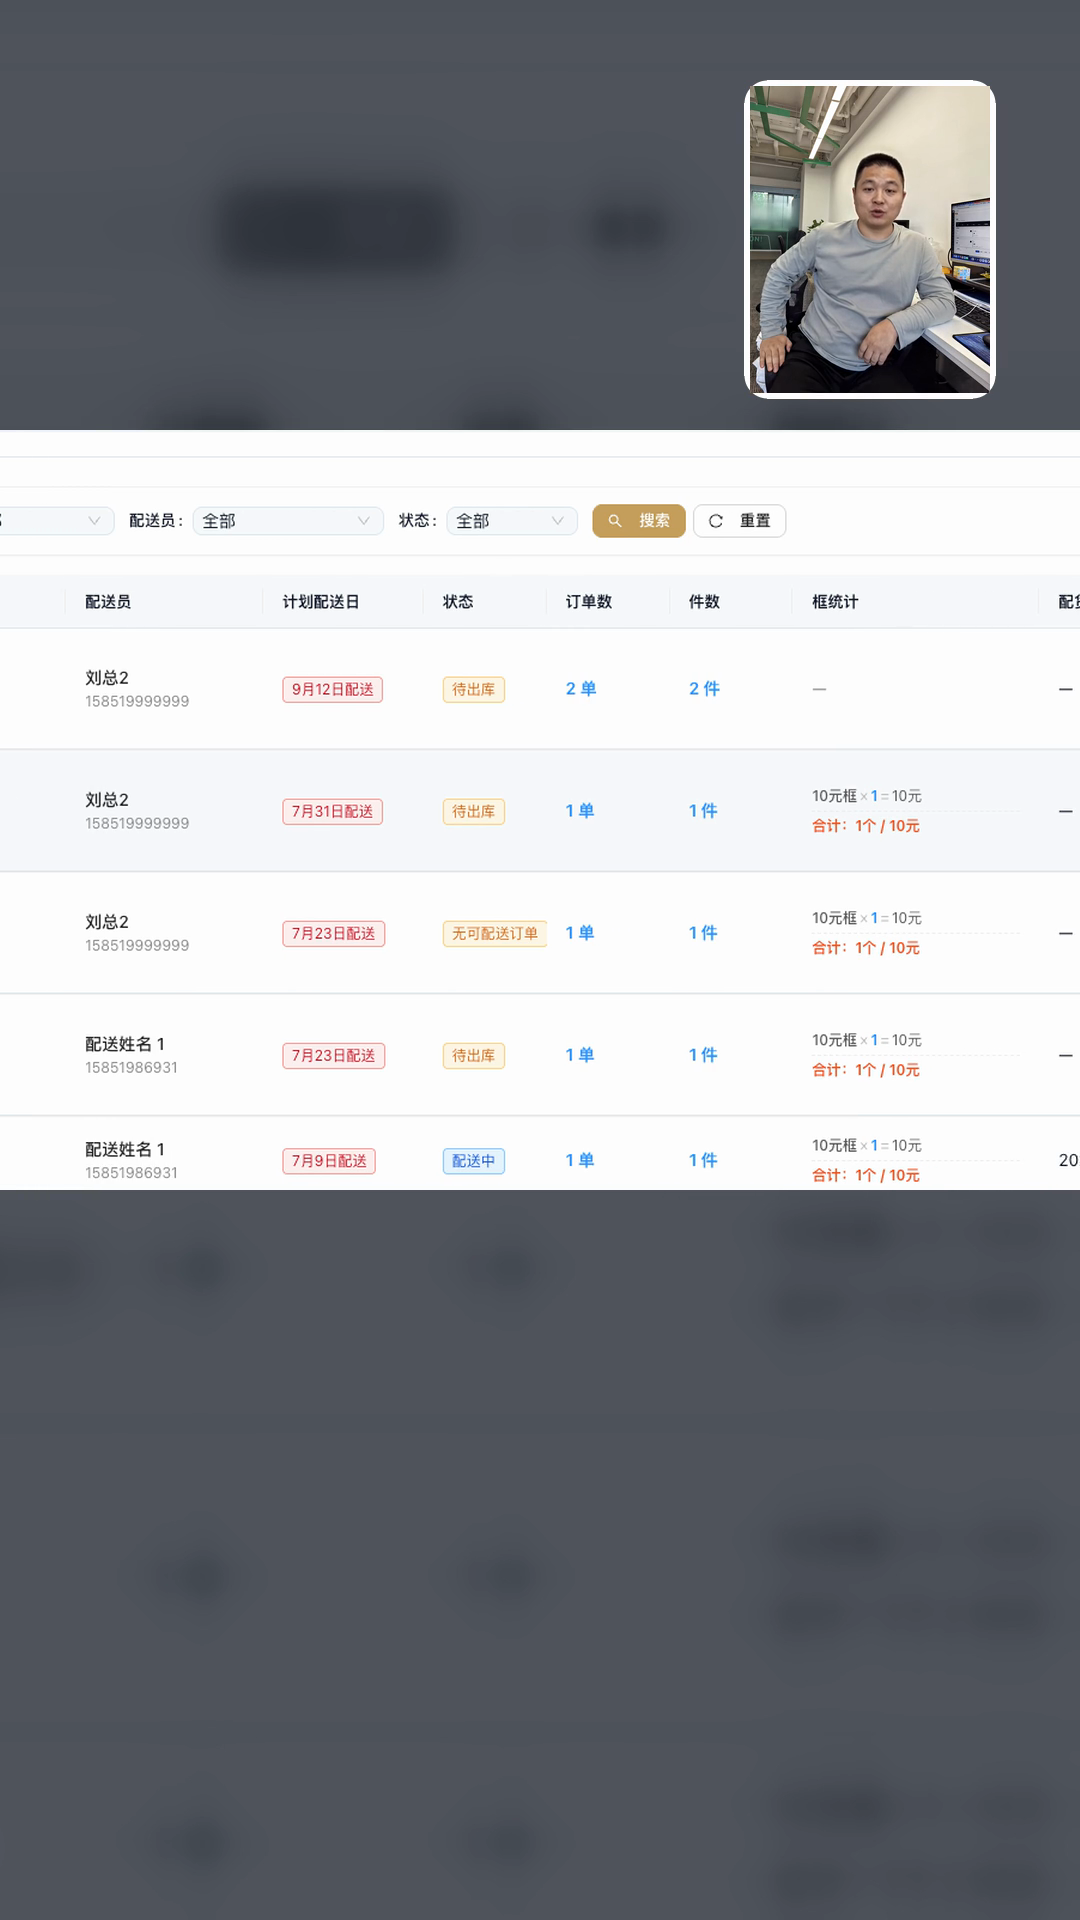 配送员: 全部 状态: 全部 搜索 重置
配送员 计划配送日 状态 订单数 件数 框统计
刘总2
158519999999
9月12日配送 待出库 2 单 2 件 — —
刘总2
158519999999
7月31日配送 待出库 1 单 1 件
10元框 × 1 = 10元
合计: 1个 / 10元
—
刘总2
158519999999
7月23日配送 无可配送订单 1 单 1 件
10元框 × 1 = 10元
合计: 1个 / 10元
—
配送姓名 1
15851986931
7月23日配送 待出库 1 单 1 件
10元框 × 1 = 10元
合计: 1个 / 10元
—
配送姓名 1
15851986931
7月9日配送 配送中 1 单 1 件
10元框 × 1 = 10元
合计: 1个 / 10元
20